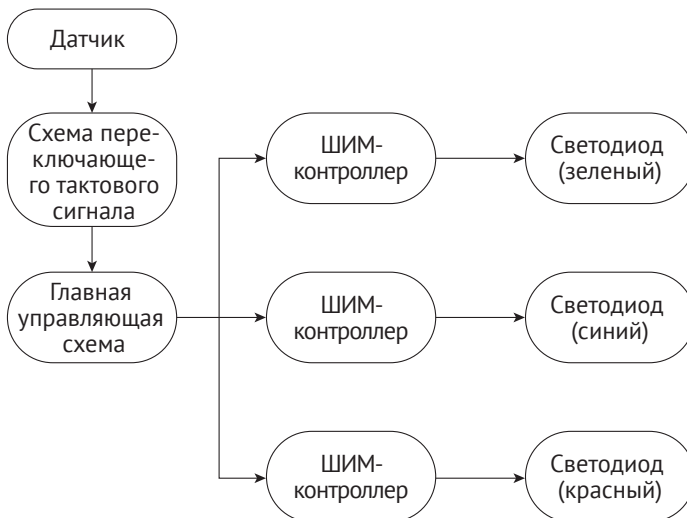 Датчик
Схема пере-
ключающе-
го тактового
сигнала
Главная
управляющая
схема
ШИМ-
контроллер
Светодиод
(зеленый)
ШИМ-
контроллер
Светодиод
(синий)
ШИМ-
контроллер
Светодиод
(красный)